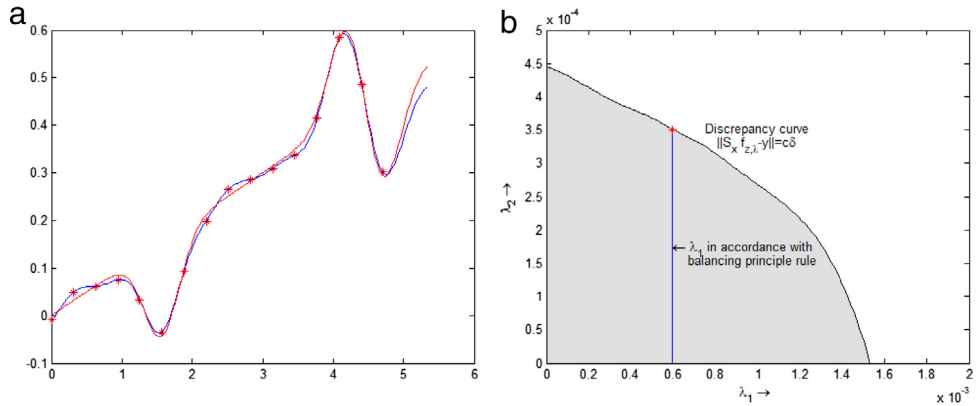 a
0.6
0.5
0.4
0.3
0.2
0.1
0
-0.1
0 1 2 3 4 5 6
b
x 10⁻⁴
5
4.5
4
3.5
3
2.5
2
1.5
1
0.5
0
λ₂ →
Discrepancy curve
||Sₓ f_z,λ-y||=cδ
← λ₁ in accordance with
balancing principle rule
0 0.2 0.4 0.6 0.8 1 1.2 1.4 1.6 1.8 2
λ₁ →
x 10⁻³